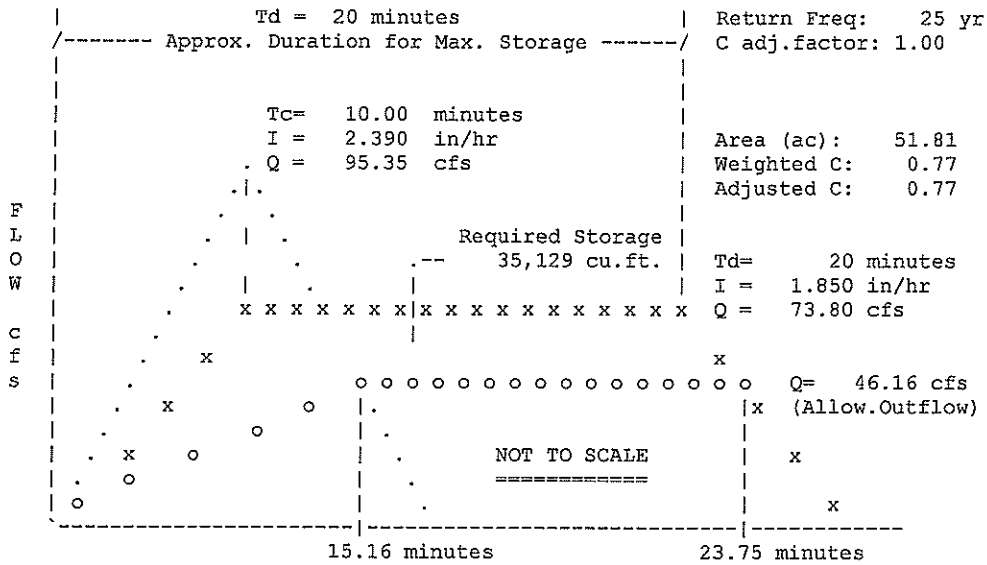 Td = 20 minutes
Return Freq: 25 yr
/------- Approx. Duration for Max. Storage ------/
C adj.factor: 1.00
Tc= 10.00 minutes
I = 2.390 in/hr
Q = 95.35 cfs
Area (ac): 51.81
Weighted C: 0.77
Adjusted C: 0.77
FLOW cfs
Required Storage
35,129 cu.ft.
Td= 20 minutes
I = 1.850 in/hr
Q = 73.80 cfs
x x x x x x x x x x x x x x x x x x
x
x
o o o o o o o o o o o o o o o o
Q= 46.16 cfs
x
o
x
(Allow.Outflow)
o
x
o
NOT TO SCALE
x
o
============
o
x
15.16 minutes
23.75 minutes